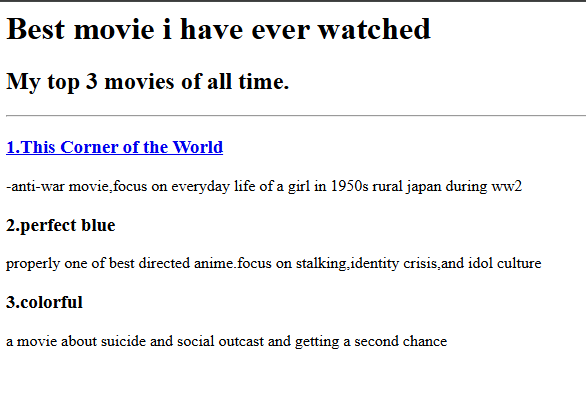 Best movie i have ever watched
My top 3 movies of all time.
1.This Corner of the World
-anti-war movie,focus on everyday life of a girl in 1950s rural japan during ww2
2.perfect blue
properly one of best directed anime.focus on stalking,identity crisis,and idol culture
3.colorful
a movie about suicide and social outcast and getting a second chance